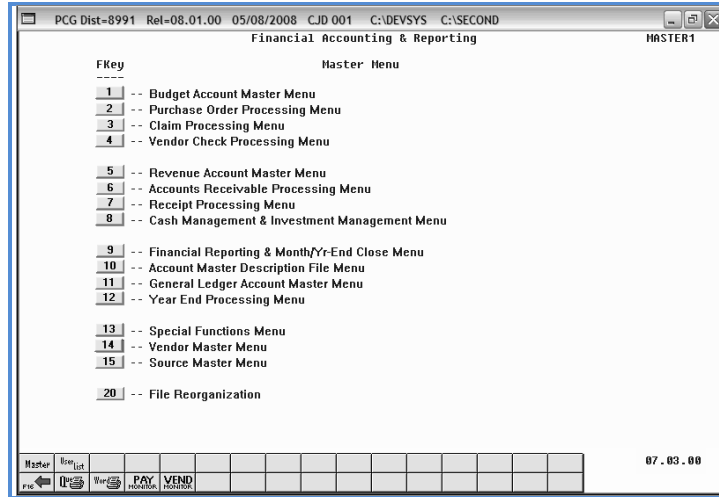 PCG Dist=8991 Rel=08.01.00 05/08/2008 CJD 001 C:\DEVSYS C:\SECOND
Financial Accounting & Reporting MASTER1
FKey Master Menu
----
1 -- Budget Account Master Menu
2 -- Purchase Order Processing Menu
3 -- Claim Processing Menu
4 -- Vendor Check Processing Menu
5 -- Revenue Account Master Menu
6 -- Accounts Receivable Processing Menu
7 -- Receipt Processing Menu
8 -- Cash Management & Investment Management Menu
9 -- Financial Reporting & Month/Yr-End Close Menu
10 -- Account Master Description File Menu
11 -- General Ledger Account Master Menu
12 -- Year End Processing Menu
13 -- Special Functions Menu
14 -- Vendor Master Menu
15 -- Source Master Menu
20 -- File Reorganization
Master User List 07.03.00
F16 Que Wor PAY MONITOR VEND MONITOR